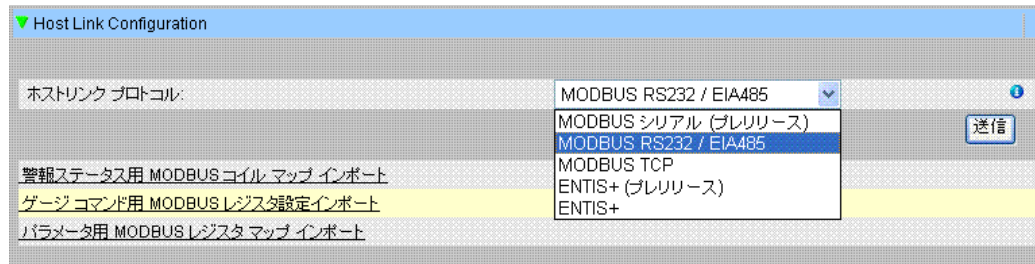 Host Link Configuration
ホストリンク プロトコル:
MODBUS RS232 / EIA485
MODBUS シリアル (プレリリース)
MODBUS RS232 / EIA485
MODBUS TCP
ENTIS+ (プレリリース)
ENTIS+
送信
警報ステータス用 MODBUS コイル マップ インポート
ゲージ コマンド用 MODBUS レジスタ設定インポート
パラメータ用 MODBUS レジスタ マップ インポート